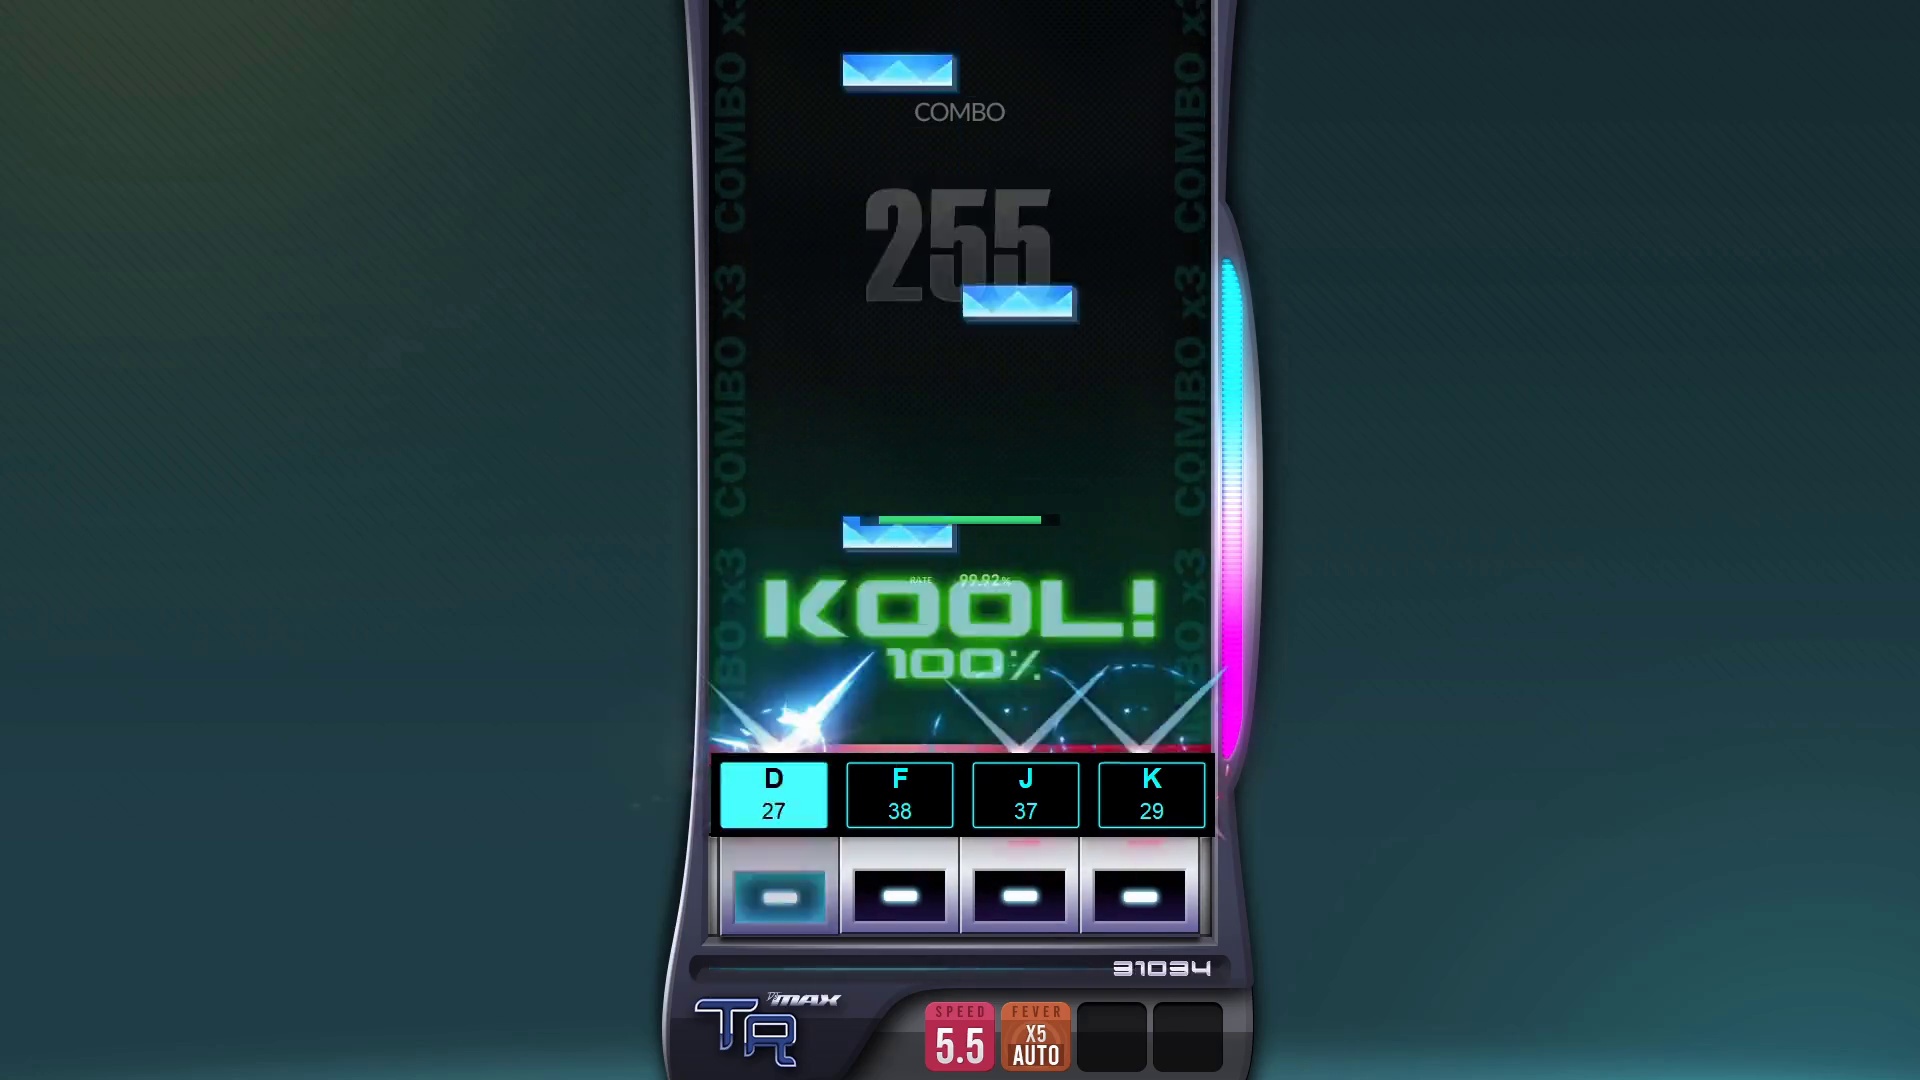 COMBO x3 COMBO x3 COMBO x3
COMBO x3 COMBO x3 COMBO x3
COMBO
255
RATE 99.92%
KOOL!
100%
D F J K
27 38 37 29
31034
MAX
TR
SPEED
5.5
FEVER
X5
AUTO